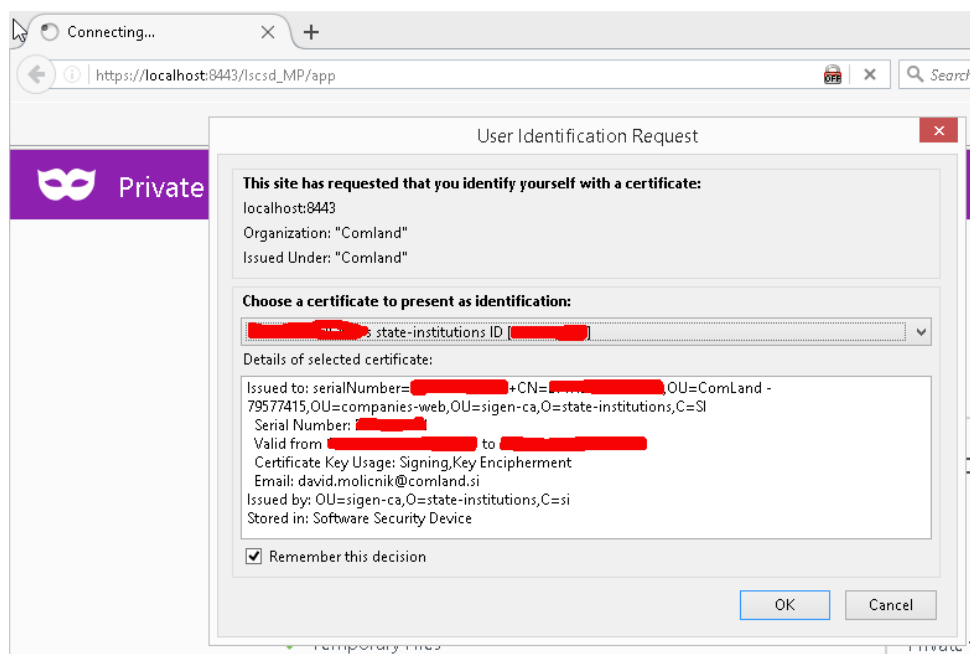 Connecting...
https://localhost:8443/lscsd_MP/app
OFF
Search
User Identification Request
Private
This site has requested that you identify yourself with a certificate:
localhost:8443
Organization: "Comland"
Issued Under: "Comland"
Choose a certificate to present as identification:
s state-institutions ID [ ]
Details of selected certificate:
Issued to: serialNumber= +CN= ,OU=ComLand -
79577415,OU=companies-web,OU=sigen-ca,O=state-institutions,C=SI
Serial Number:
Valid from to
Certificate Key Usage: Signing,Key Encipherment
Email: david.molicnik@comland.si
Issued by: OU=sigen-ca,O=state-institutions,C=si
Stored in: Software Security Device
Remember this decision
OK
Cancel
Temporary Files
Private